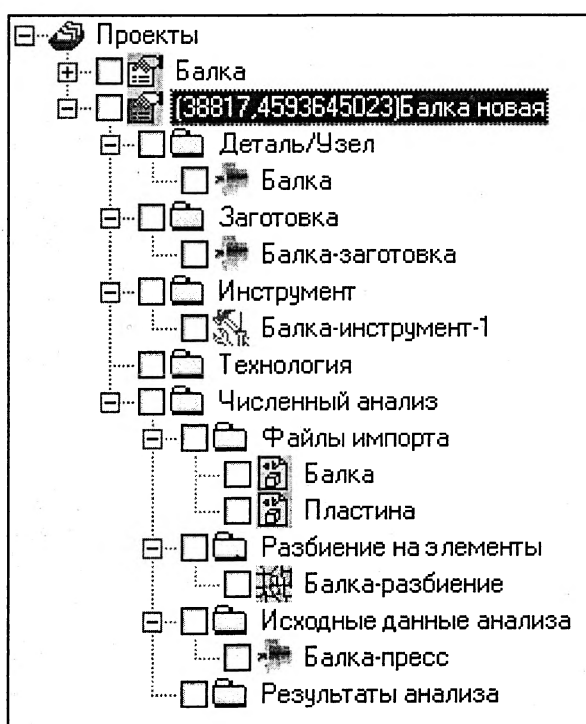 Проекты
Балка
(38817,4593645023)Балка новая
Деталь/Узел
Балка
Заготовка
Балка-заготовка
Инструмент
Балка-инструмент-1
Технология
Численный анализ
Файлы импорта
Балка
Пластина
Разбиение на элементы
Балка-разбиение
Исходные данные анализа
Балка-пресс
Результаты анализа